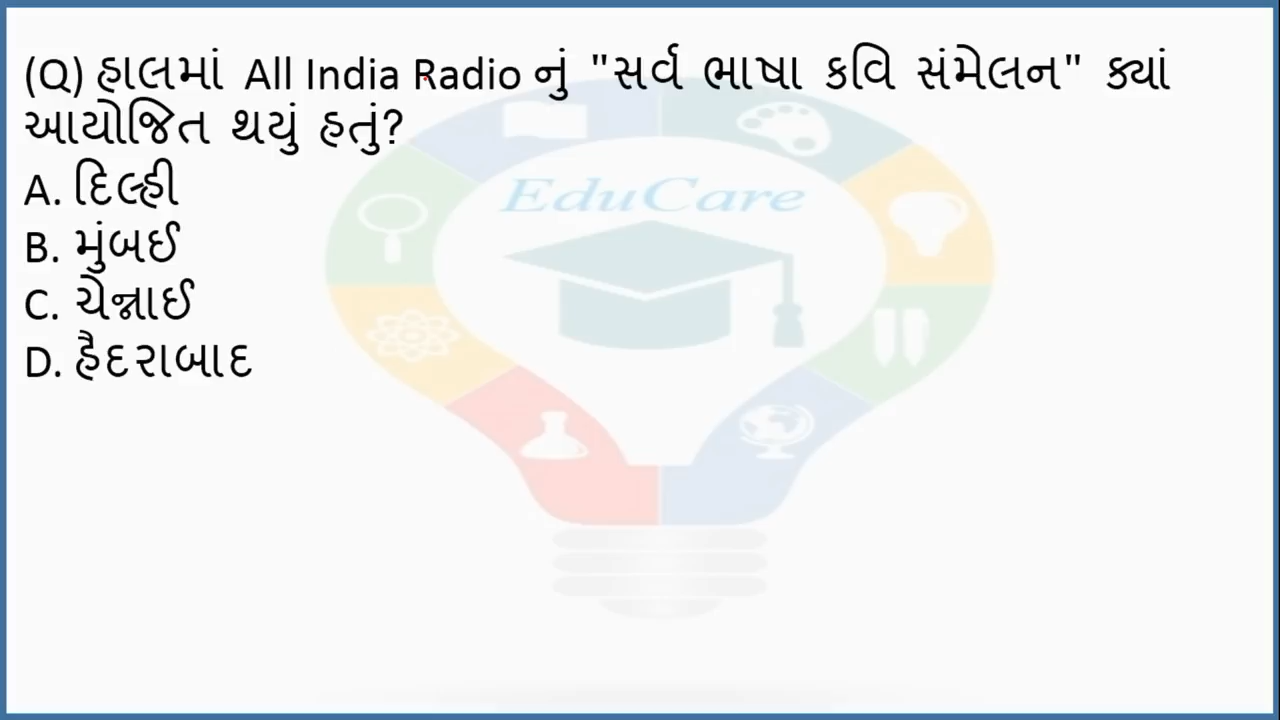 (Q) હાલમાં All India Radio નું "સર્વ ભાષા કવિ સંમેલન" ક્યાં
આયોજિત થયું હતું?
EduCare
A. દિલ્હી
B. મુંબઈ
C. ચેન્નાઈ
D. હૈદરાબાદ